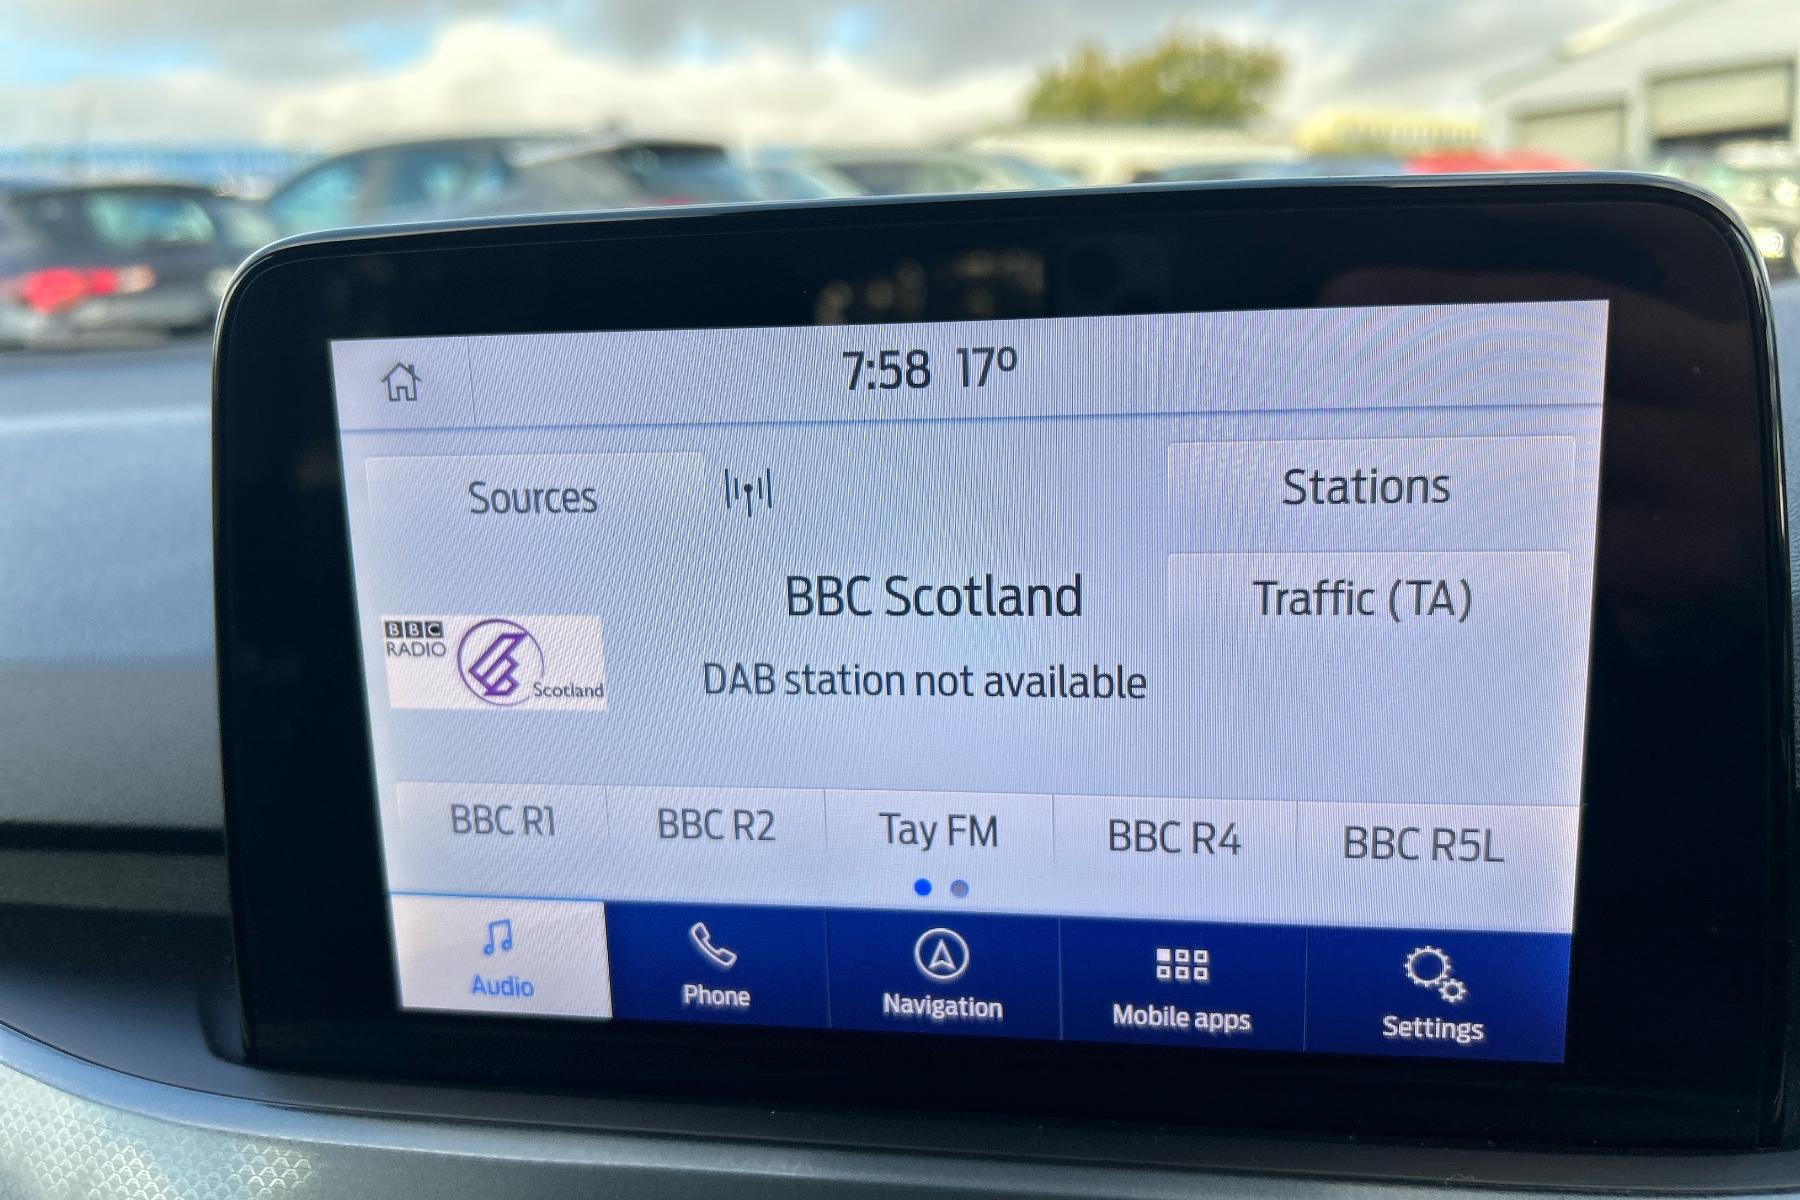 7:58 17º
Sources
Stations
BBC Scotland
Traffic (TA)
BBC
RADIO
Scotland
DAB station not available
BBC R1
BBC R2
Tay FM
BBC R4
BBC R5L
Audio
Phone
Navigation
Mobile apps
Settings